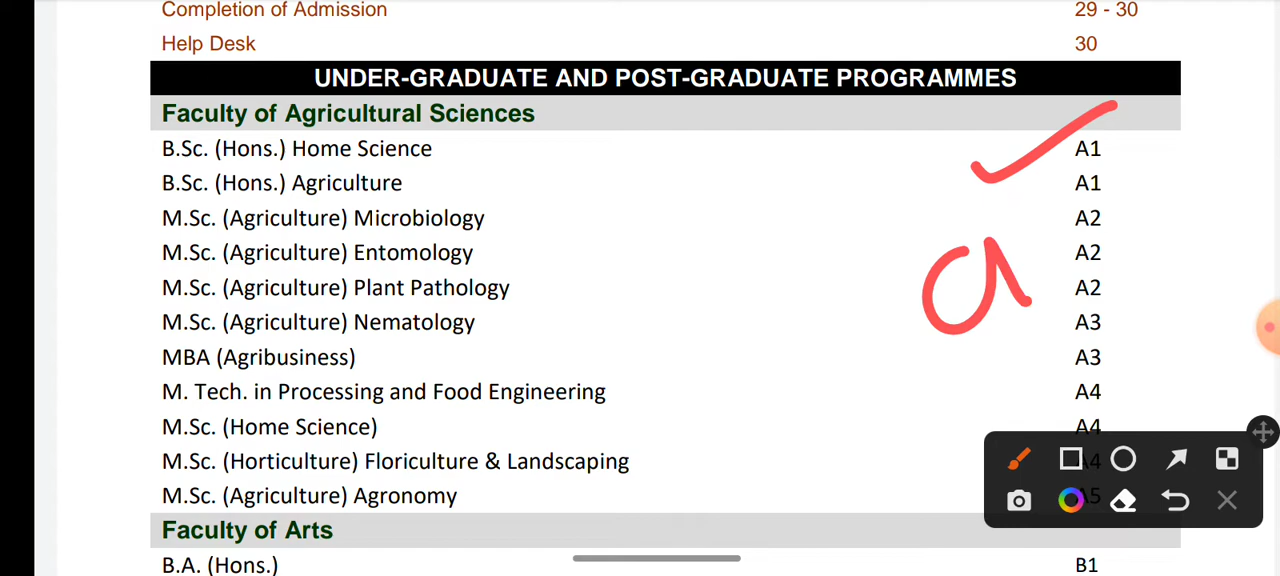 Completion of Admission 29 - 30
Help Desk 30
UNDER-GRADUATE AND POST-GRADUATE PROGRAMMES
Faculty of Agricultural Sciences
B.Sc. (Hons.) Home Science A1
B.Sc. (Hons.) Agriculture A1
M.Sc. (Agriculture) Microbiology A2
M.Sc. (Agriculture) Entomology A2
M.Sc. (Agriculture) Plant Pathology A2
M.Sc. (Agriculture) Nematology A3
MBA (Agribusiness) A3
M. Tech. in Processing and Food Engineering A4
M.Sc. (Home Science) A4
M.Sc. (Horticulture) Floriculture & Landscaping A4
M.Sc. (Agriculture) Agronomy A5
Faculty of Arts
B.A. (Hons.) B1